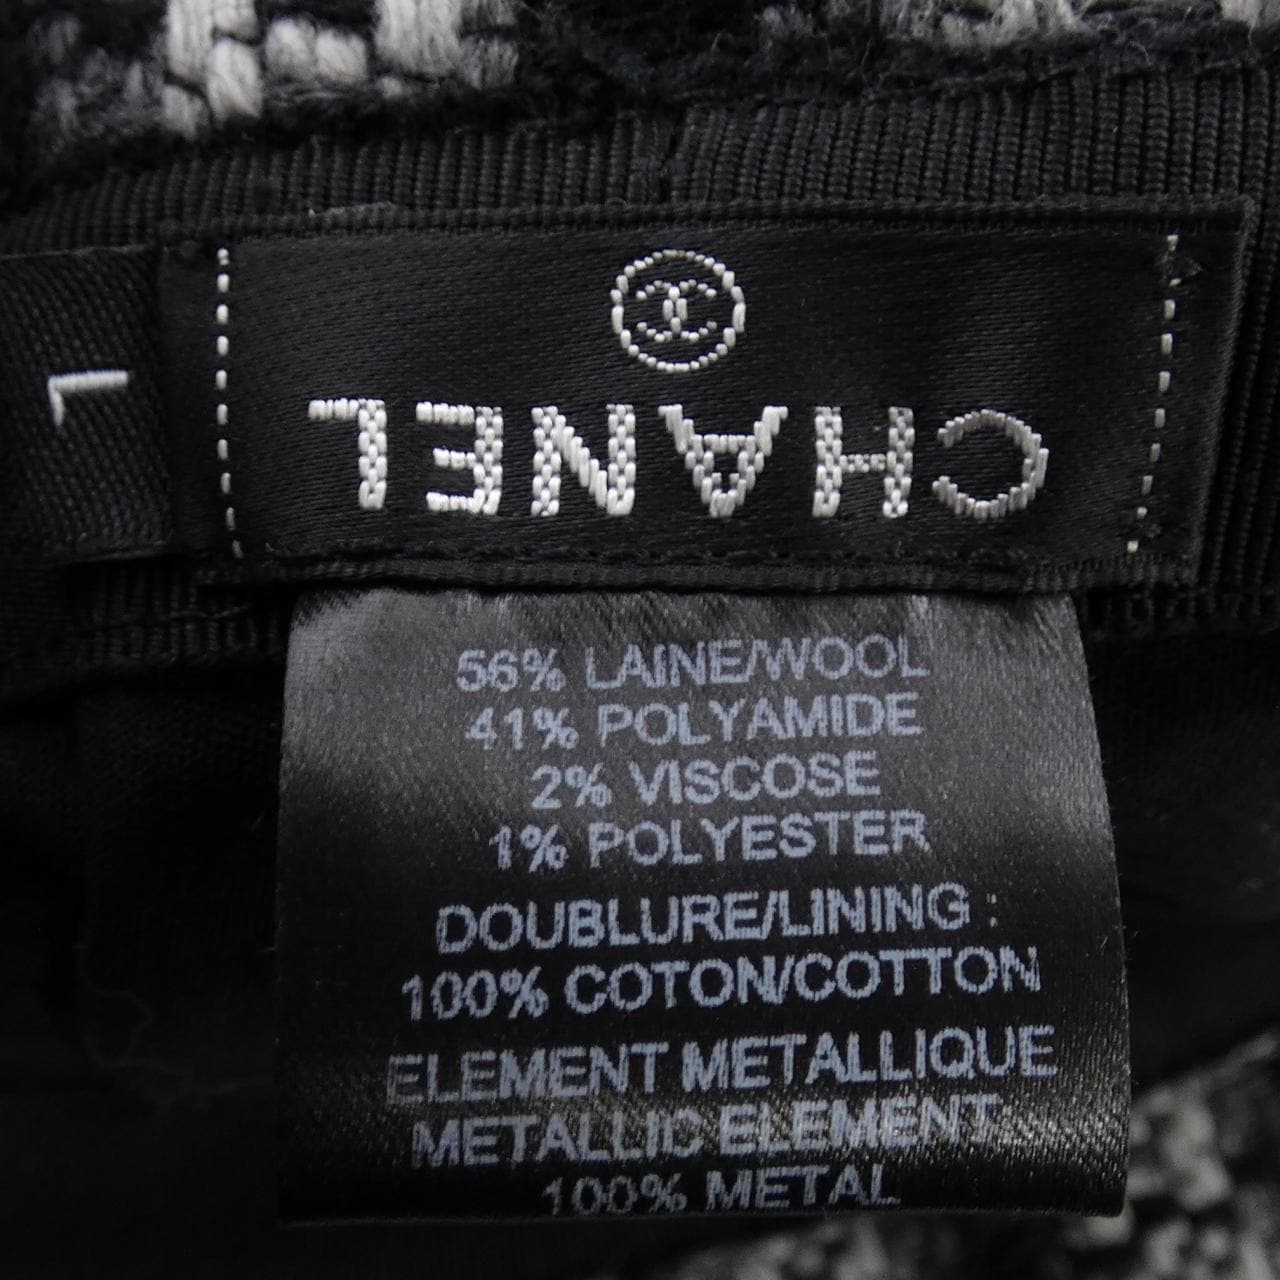 CHANEL
L
56% LAINE/WOOL
41% POLYAMIDE
2% VISCOSE
1% POLYESTER
DOUBLURE/LINING :
100% COTON/COTTON
ELEMENT METALLIQUE
METALLIC ELEMENT:
100% METAL